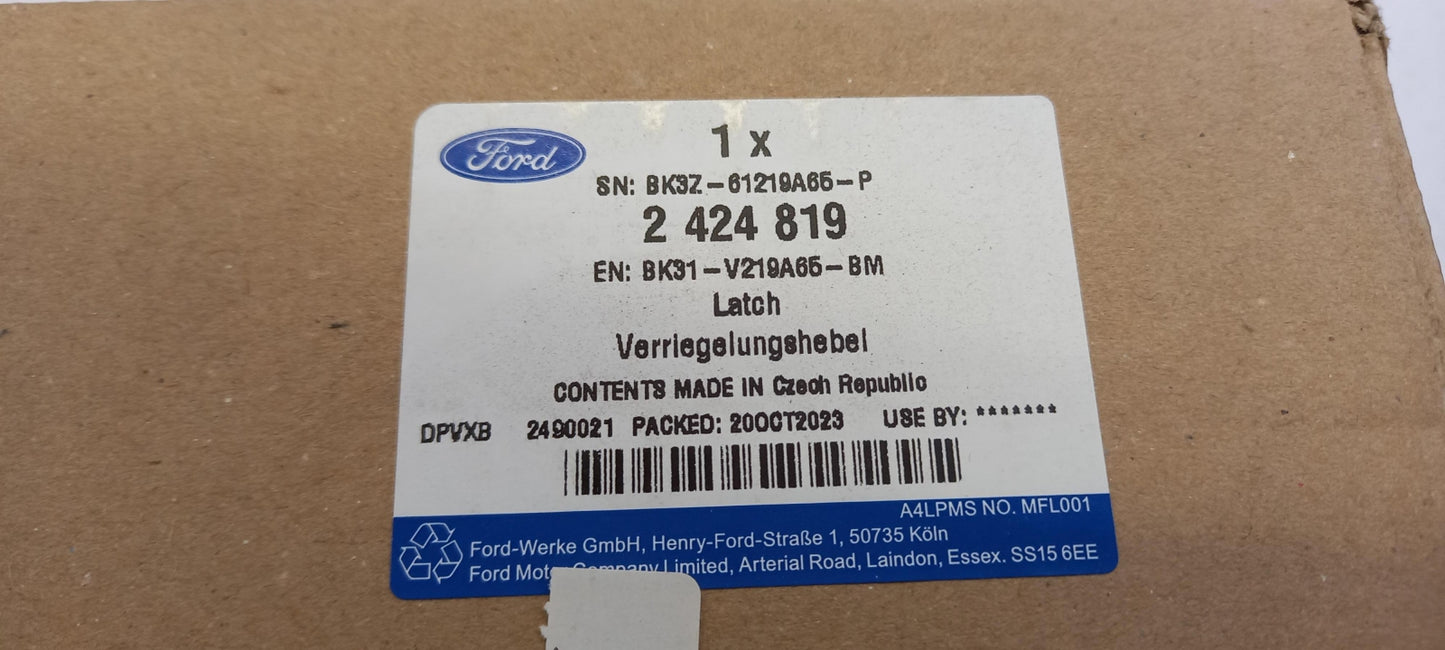 Ford
1 x
SN: BK3Z-61219A65-P
2 424 819
EN: BK31-V219A65-BM
Latch
Verriegelungshebel
CONTENTS MADE IN Czech Republic
DPVXB 2490021 PACKED: 20OCT2023 USE BY: *******
A4LPMS NO. MFL001
Ford-Werke GmbH, Henry-Ford-Straße 1, 50735 Köln
Ford Motor Company Limited, Arterial Road, Laindon, Essex. SS15 6EE